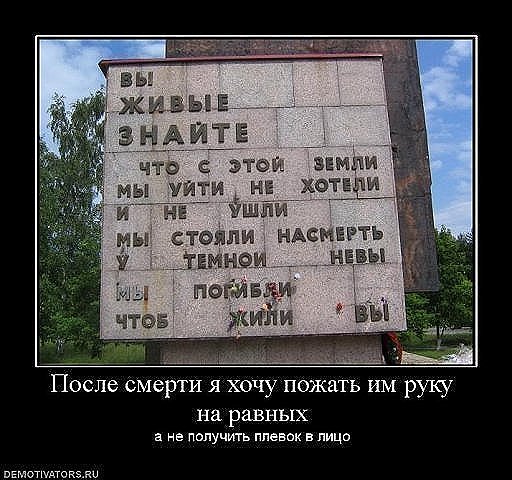 ВЫ
ЖИВЫЕ
ЗНАЙТЕ
ЧТО С ЭТОЙ ЗЕМЛИ
МЫ УЙТИ НЕ ХОТЕЛИ
И НЕ УШЛИ
МЫ СТОЯЛИ НАСМЕРТЬ
У ТЕМНОЙ НЕВЫ
МЫ ПОГИБЛИ
ЧТОБ ЖИЛИ ВЫ
После смерти я хочу пожать им руку
на равных
а не получить плевок в лицо
DEMOTIVATORS.RU